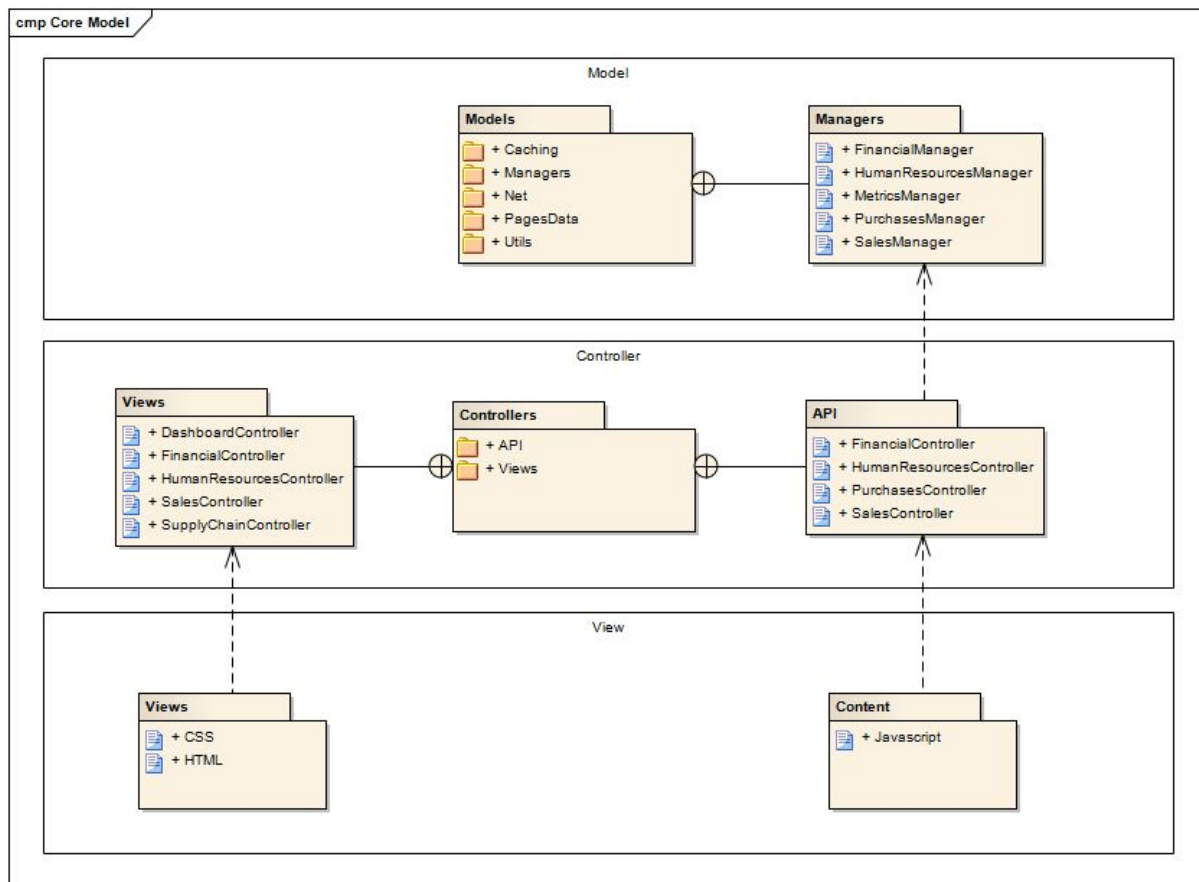 cmp Core Model
Model
Models
+ Caching
+ Managers
+ Net
+ PagesData
+ Utils
Managers
+ FinancialManager
+ HumanResourcesManager
+ MetricsManager
+ PurchasesManager
+ SalesManager
Controller
Views
+ DashboardController
+ FinancialController
+ HumanResourcesController
+ SalesController
+ SupplyChainController
Controllers
+ API
+ Views
API
+ FinancialController
+ HumanResourcesController
+ PurchasesController
+ SalesController
View
Views
+ CSS
+ HTML
Content
+ Javascript